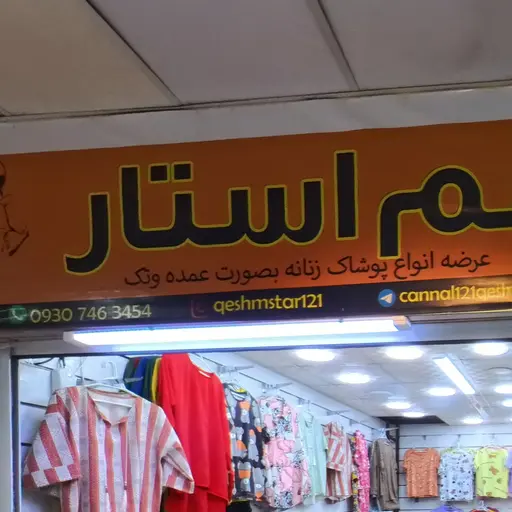 م استار
عرضه انواع پوشاک زنانه بصورت عمده وتک
0930 746 3454 qeshmstar121 cannal121qesh